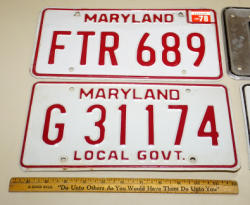 MARYLAND
78
FTR 689
MARYLAND
G 31174
LOCAL GOVT.
"Do Unto Others As You Would Have Them Do Unto You"